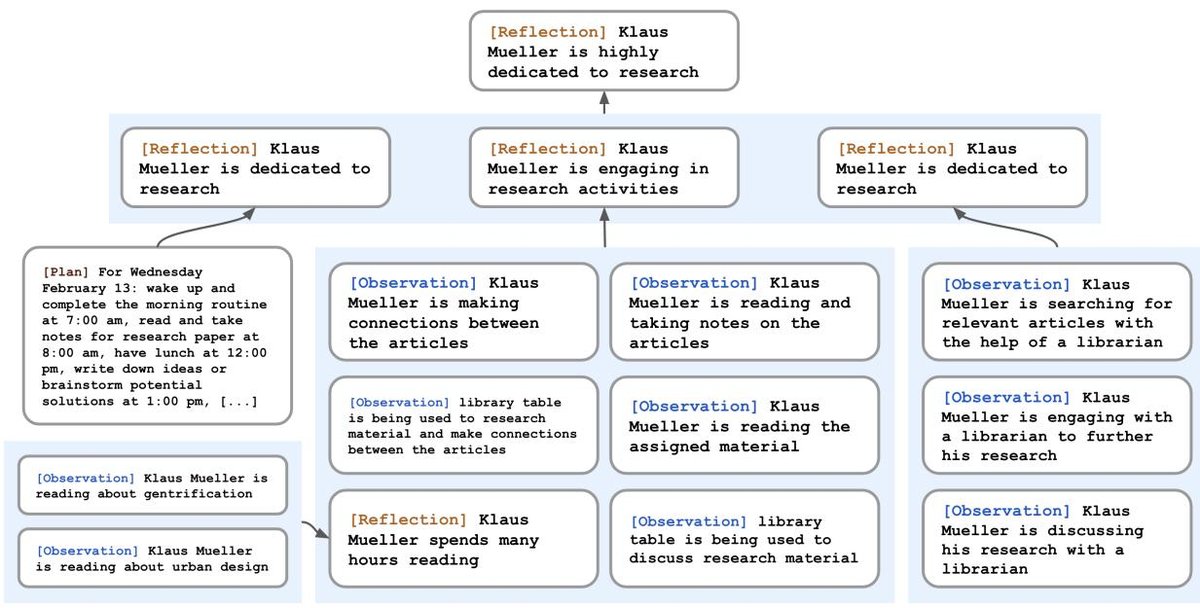 [Reflection] Klaus
Mueller is highly
dedicated to research
[Reflection] Klaus
Mueller is dedicated to
research
[Reflection] Klaus
Mueller is engaging in
research activities
[Reflection] Klaus
Mueller is dedicated to
research
[Plan] For Wednesday
February 13: wake up and
complete the morning routine
at 7:00 am, read and take
notes for research paper at
8:00 am, have lunch at 12:00
pm, write down ideas or
brainstorm potential
solutions at 1:00 pm, [...]
[Observation] Klaus Mueller is
reading about gentrification
[Observation] Klaus Mueller
is reading about urban design
[Observation] Klaus
Mueller is making
connections between
the articles
[Observation] Klaus
Mueller is reading and
taking notes on the
articles
[Observation] library table
is being used to research
material and make connections
between the articles
[Observation] Klaus
Mueller is reading the
assigned material
[Reflection] Klaus
Mueller spends many
hours reading
[Observation] library
table is being used to
discuss research material
[Observation] Klaus
Mueller is searching for
relevant articles with
the help of a librarian
[Observation] Klaus
Mueller is engaging with
a librarian to further
his research
[Observation] Klaus
Mueller is discussing
his research with a
librarian